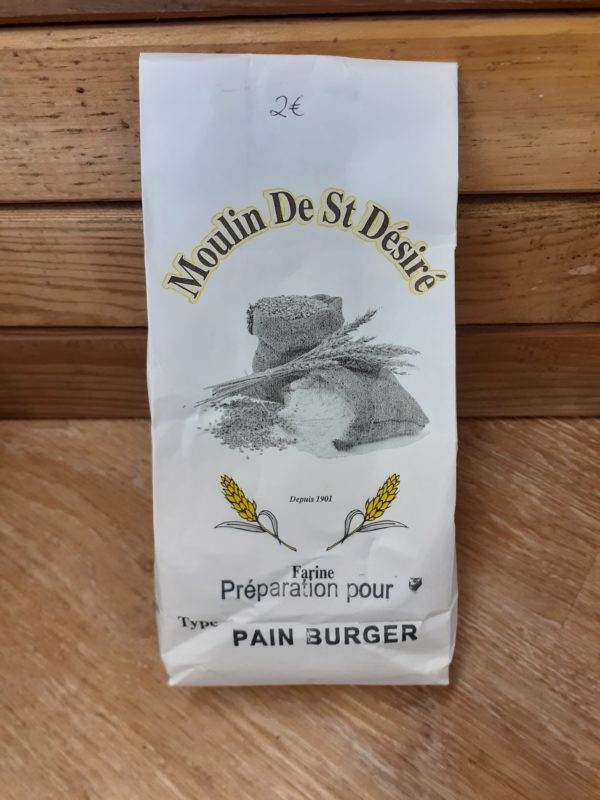 2€
Moulin De St Désiré
Depuis 1901
Farine
Préparation pour
Type
PAIN BURGER